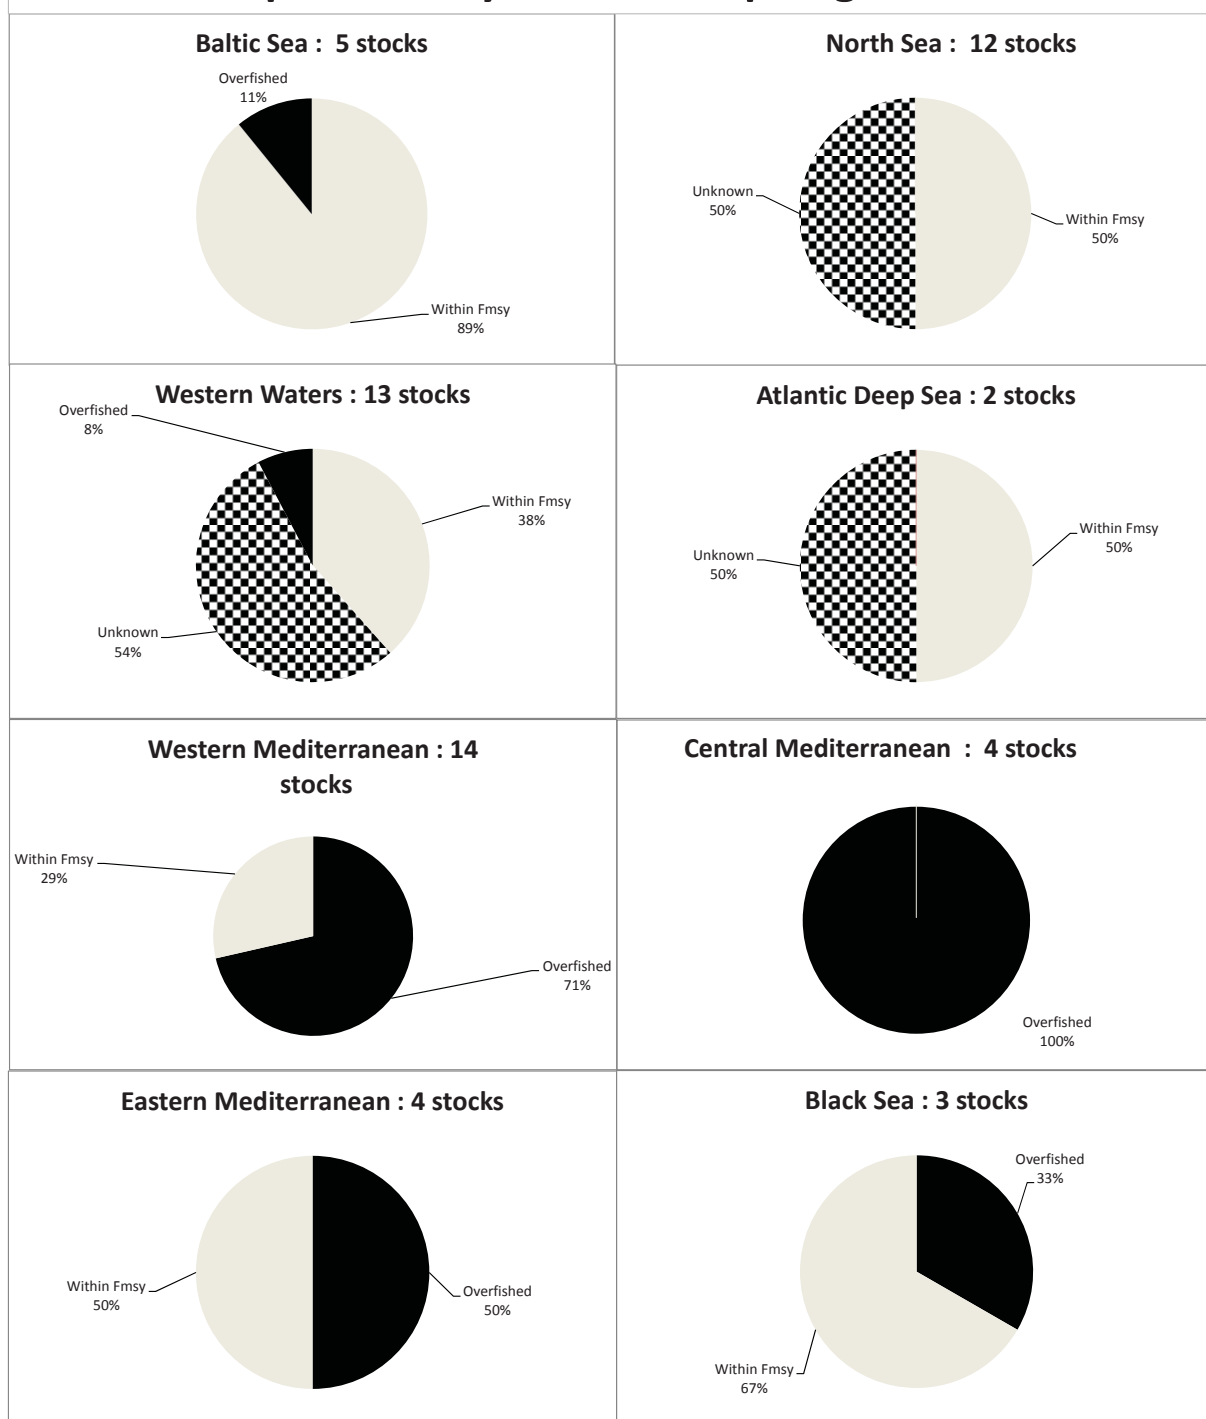 Baltic Sea : 5 stocks
Overfished
11%
Within Fmsy
89%
North Sea : 12 stocks
Unknown
50%
Within Fmsy
50%
Western Waters : 13 stocks
Overfished
8%
Within Fmsy
38%
Unknown
54%
Atlantic Deep Sea : 2 stocks
Within Fmsy
50%
Unknown
50%
Western Mediterranean : 14
stocks
Within Fmsy
29%
Overfished
71%
Central Mediterranean : 4 stocks
Overfished
100%
Eastern Mediterranean : 4 stocks
Within Fmsy
50%
Overfished
50%
Black Sea : 3 stocks
Overfished
33%
Within Fmsy
67%